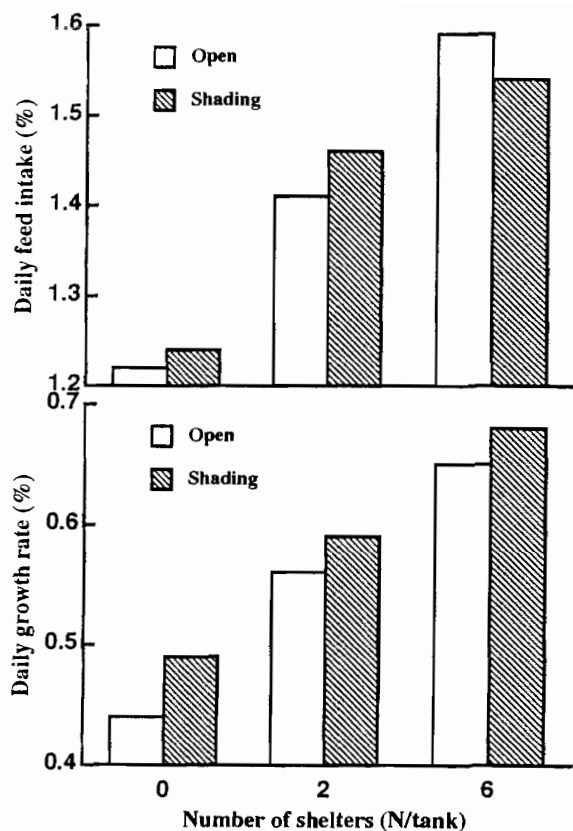 Daily feed intake (%)
1.6
1.5
1.4
1.3
1.2
Open
Shading
Daily growth rate (%)
0.7
0.6
0.5
0.4
Open
Shading
0 2 6
Number of shelters (N/tank)